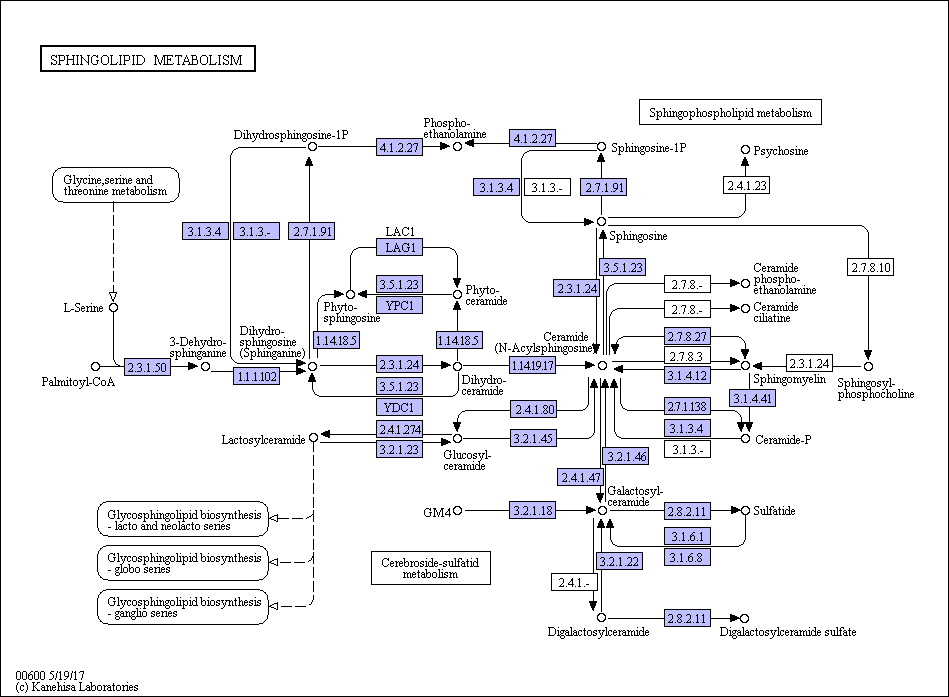 SPHINGOLIPID METABOLISM
Sphingophospholipid metabolism
Phospho-
ethanolamine
Dihydrosphingosine-1P
4.1.2.27
4.1.2.27
Sphingosine-1P
Psychosine
Glycine,serine and
threonine metabolism
3.1.3.4
3.1.3.-
2.7.1.91
2.4.1.23
3.1.3.4
3.1.3.-
2.7.1.91
LAC1
LAG1
Sphingosine
2.7.8.10
3.5.1.23
2.3.1.24
3.5.1.23
YPC1
Phyto-
sphingosine
Phyto-
ceramide
2.7.8.-
Ceramide
phospho-
ethanolamine
2.7.8.-
Ceramide
ciliatine
L-Serine
3-Dehydro-
sphinganine
Dihydro-
sphingosine
(Sphinganine)
1.14.18.5
1.14.18.5
Ceramide
(N-Acylsphingosine)
2.7.8.27
2.7.8.3
3.1.4.12
Palmitoyl-CoA
2.3.1.50
1.1.1.102
2.3.1.24
3.5.1.23
YDC1
Dihydro-
ceramide
1.14.19.17
Sphingomyelin
2.3.1.24
Sphingosyl-
phosphocholine
3.1.4.41
2.4.1.80
2.7.1.138
3.1.3.4
3.1.3.-
Ceramide-P
Lactosylceramide
2.4.1.274
3.2.1.23
Glucosyl-
ceramide
3.2.1.45
3.2.1.46
2.4.1.47
Galactosyl-
ceramide
GM4
3.2.1.18
2.8.2.11
Sulfatide
3.1.6.1
3.1.6.8
Glycosphingolipid biosynthesis
- lacto and neolacto series
Glycosphingolipid biosynthesis
- globo series
Glycosphingolipid biosynthesis
- ganglio series
Cerebroside-sulfatid
metabolism
3.2.1.22
2.4.1.-
2.8.2.11
Digalactosylceramide
Digalactosylceramide sulfate
00600 5/19/17
(c) Kanehisa Laboratories